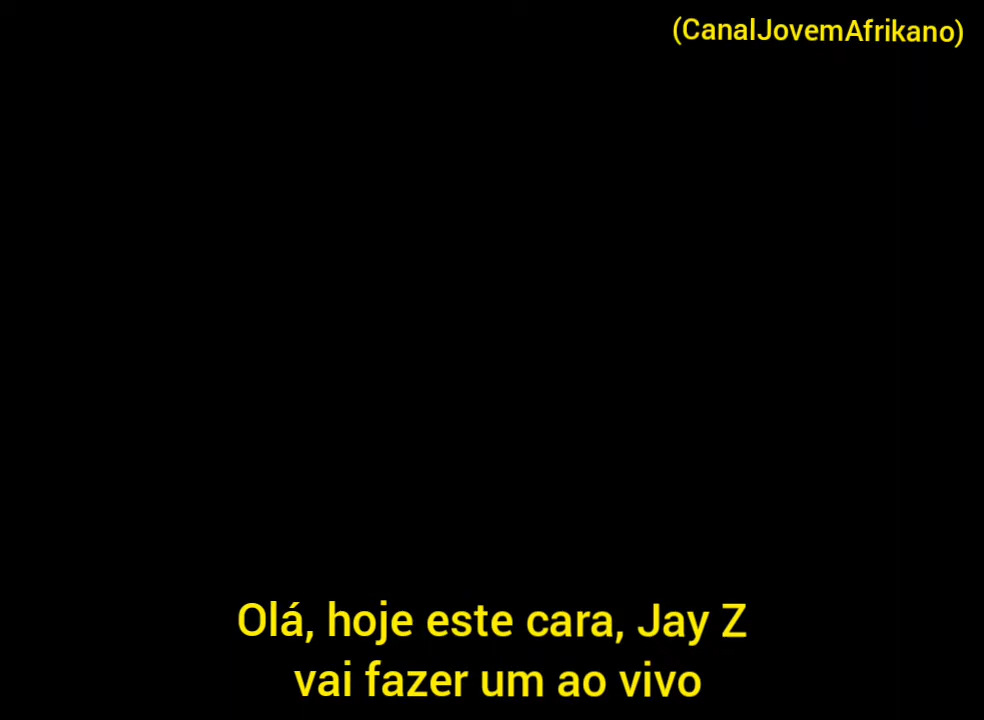 (CanalJovemAfrikano)
Olá, hoje este cara, Jay Z
vai fazer um ao vivo